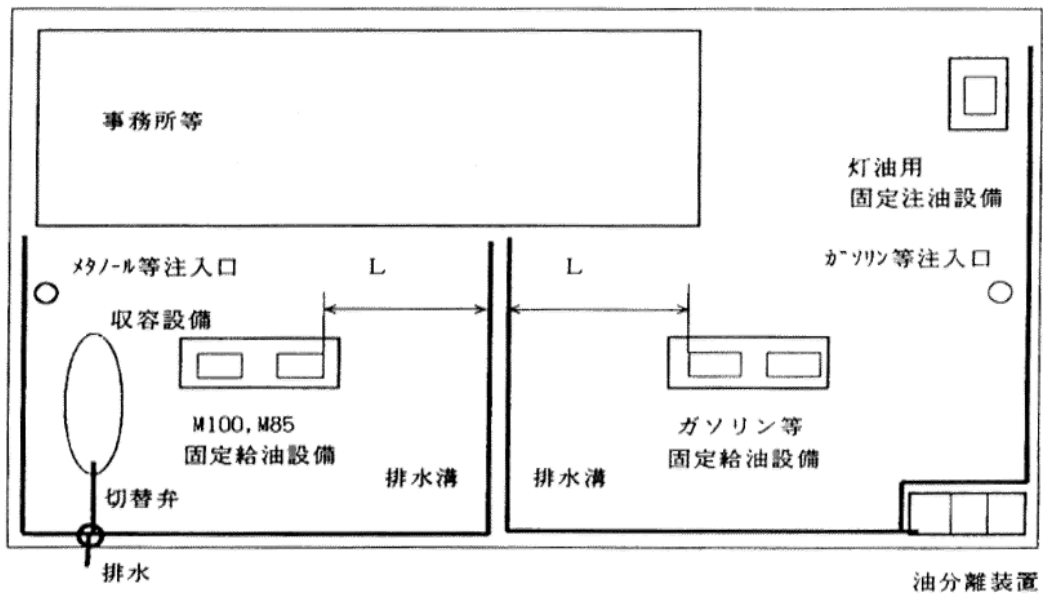 事務所等
灯油用
固定注油設備
ﾒﾀﾉｰﾙ等注入口
L
L
ｶﾞｿﾘﾝ等注入口
収容設備
M100,M85
固定給油設備
ガソリン等
固定給油設備
排水溝
排水溝
切替弁
排水
油分離装置